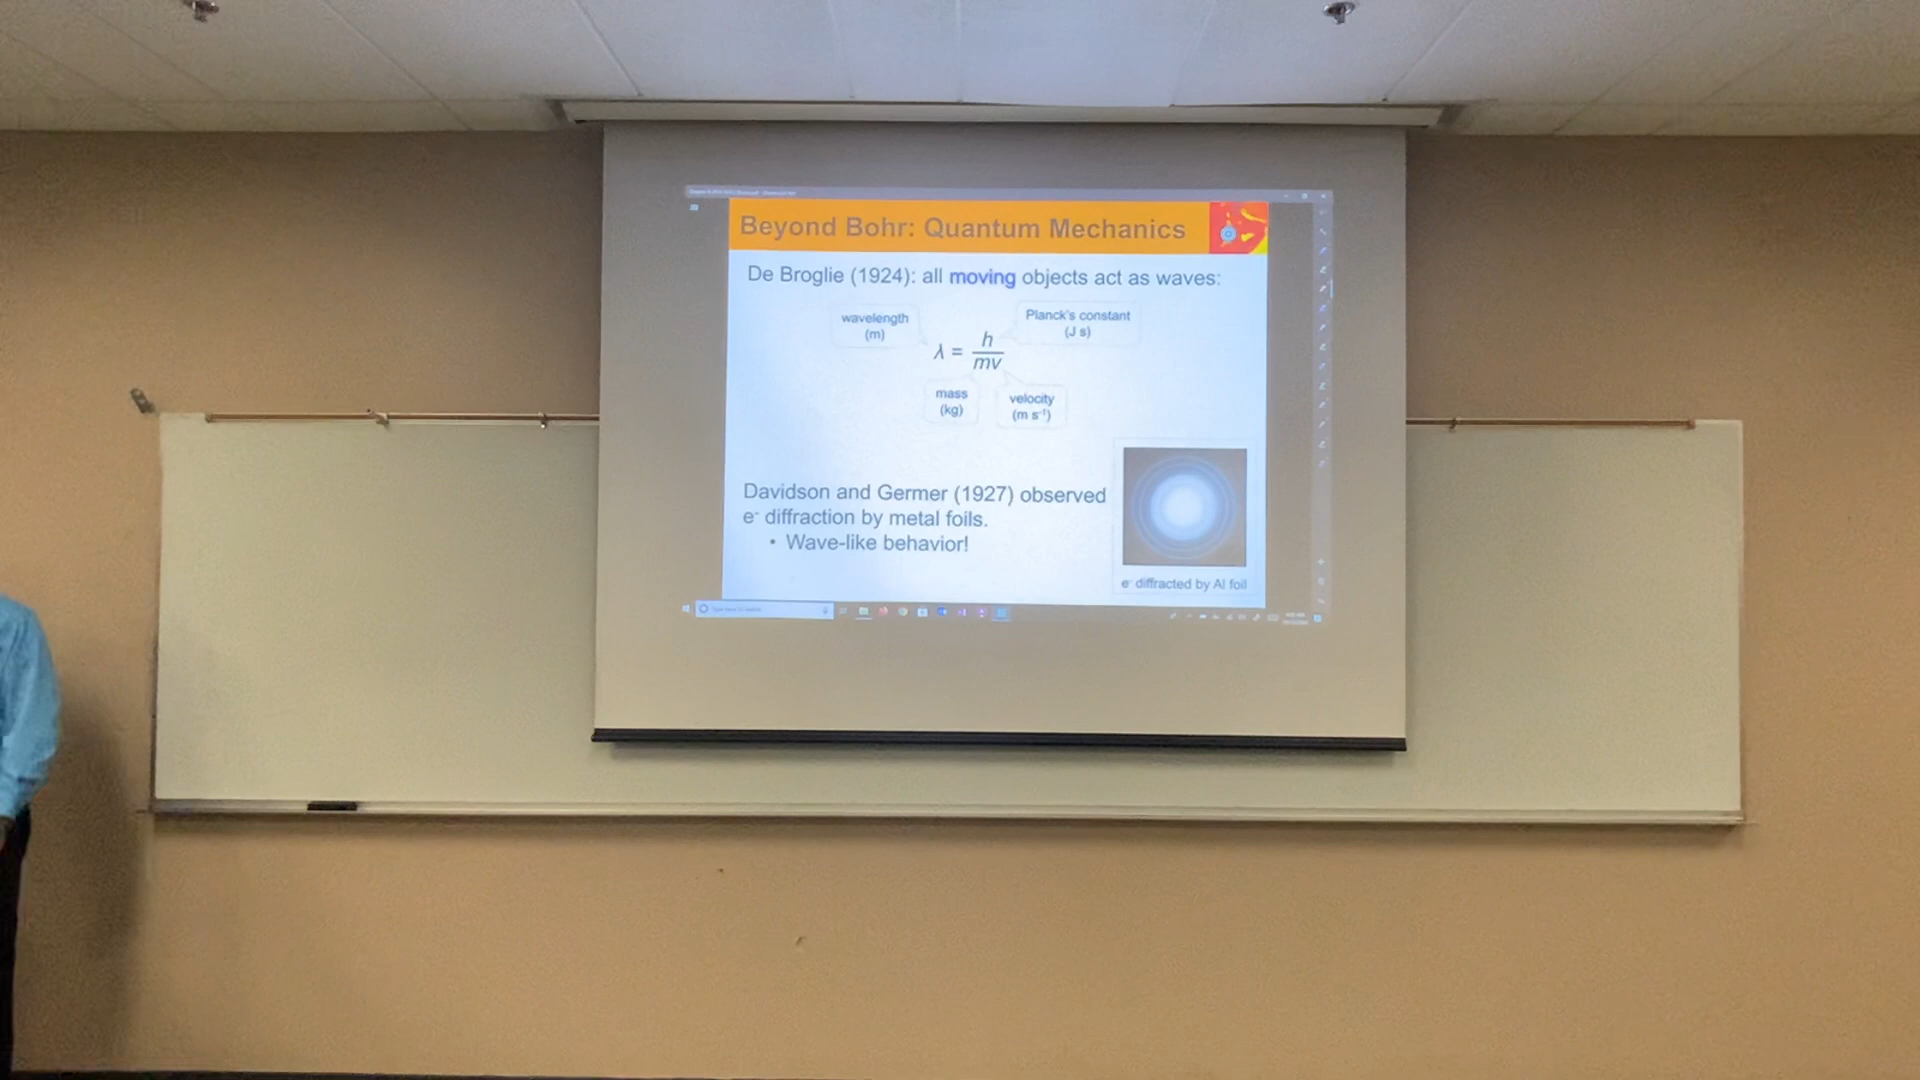 Beyond Bohr: Quantum Mechanics
De Broglie (1924): all moving objects act as waves:
wavelength
(m)
Planck's constant
(J s)
λ = h/mv
mass
(kg)
velocity
(m s⁻¹)
Davidson and Germer (1927) observed
e⁻ diffraction by metal foils.
• Wave-like behavior!
e⁻ diffracted by Al foil